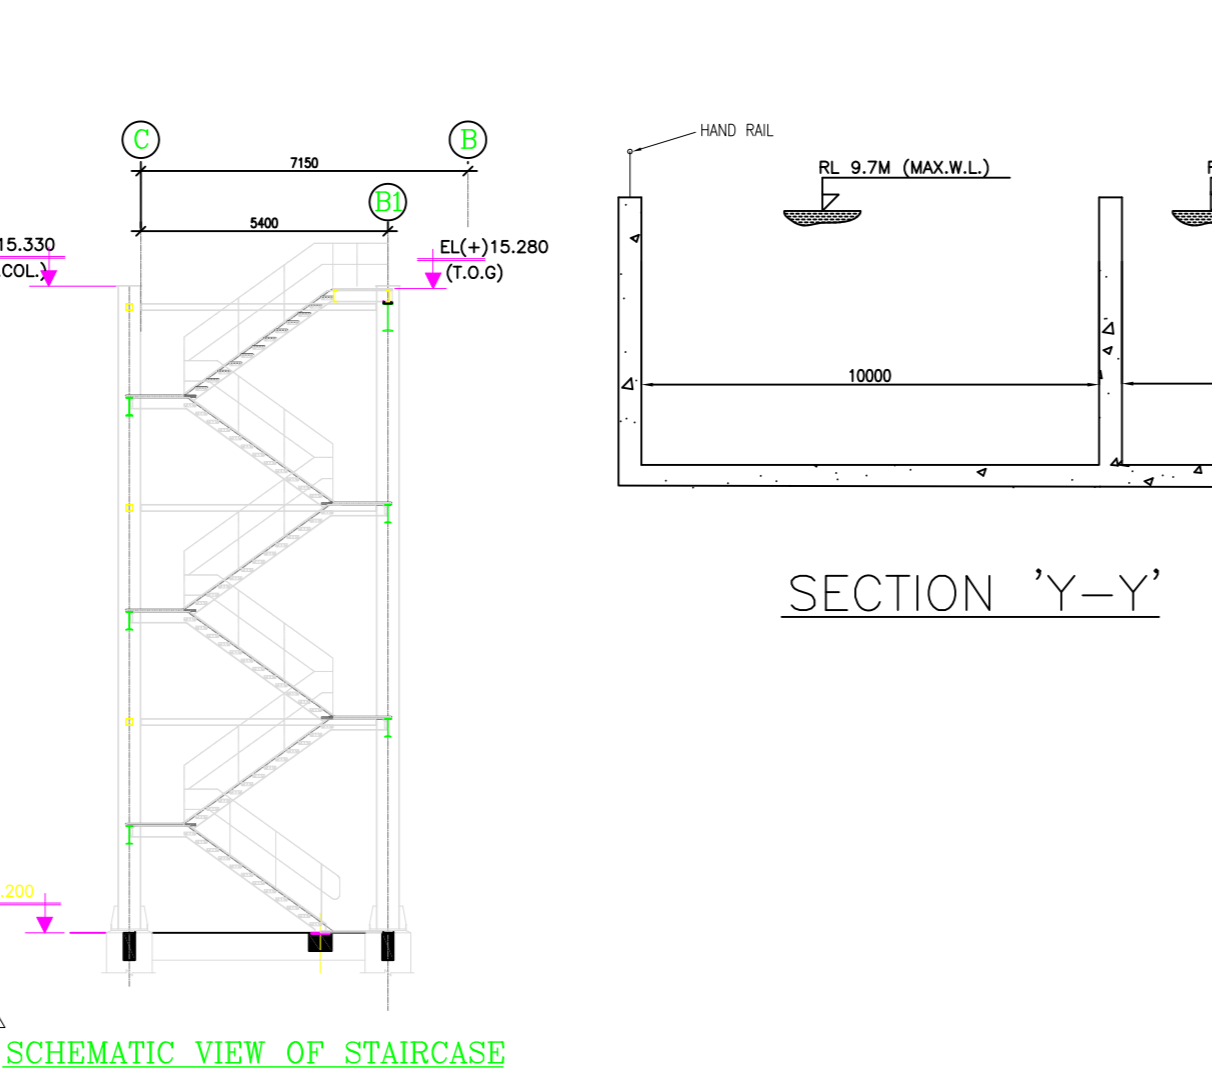 C
B
7150
B1
5400
15.330
COL.)
EL(+)15.280
(T.O.G)
.200
SCHEMATIC VIEW OF STAIRCASE
HAND RAIL
RL 9.7M (MAX.W.L.)
10000
SECTION 'Y-Y'